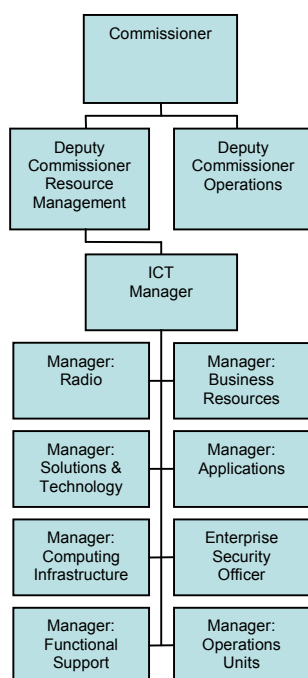 Commissioner
Deputy
Commissioner
Resource
Management
Deputy
Commissioner
Operations
ICT
Manager
Manager:
Radio
Manager:
Business
Resources
Manager:
Solutions &
Technology
Manager:
Applications
Manager:
Computing
Infrastructure
Enterprise
Security
Officer
Manager:
Functional
Support
Manager:
Operations
Units